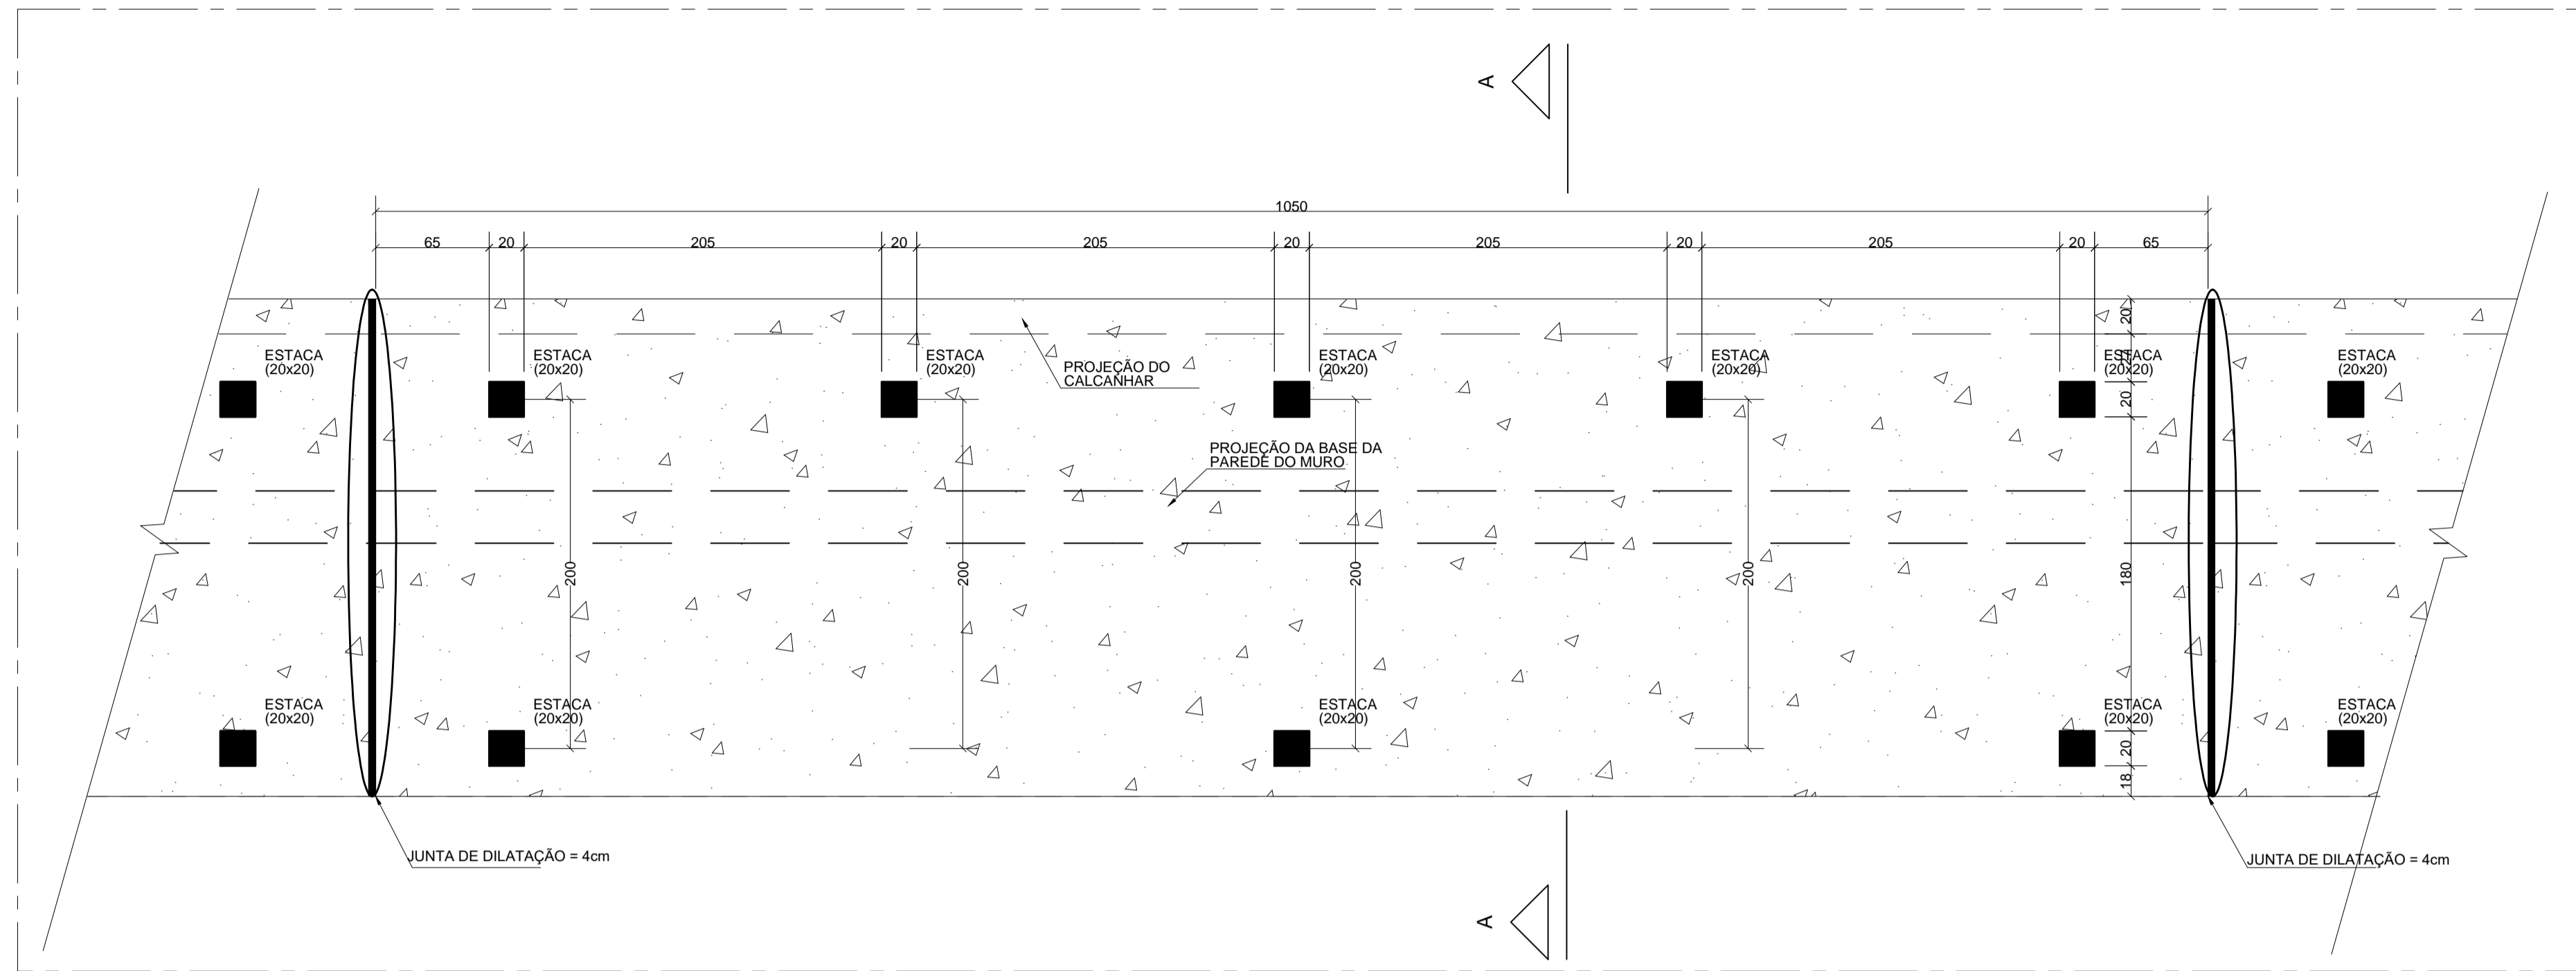 A
1050
65
20
205
20
205
20
205
20
205
20
65
20
ESTACA
(20x20)
ESTACA
(20x20)
ESTACA
(20x20)
ESTACA
(20x20)
ESTACA
(20x20)
ESTACA
(20x20)
ESTACA
(20x20)
PROJEÇÃO DO
CALCANHAR
20
PROJEÇÃO DA BASE DA
PAREDE DO MURO
200
200
200
200
180
ESTACA
(20x20)
ESTACA
(20x20)
ESTACA
(20x20)
ESTACA
(20x20)
ESTACA
(20x20)
20
18
JUNTA DE DILATAÇÃO = 4cm
JUNTA DE DILATAÇÃO = 4cm
A